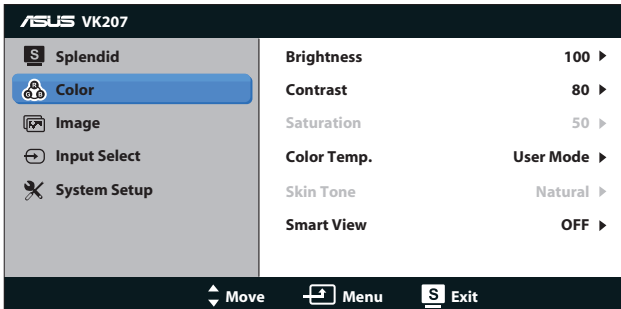 ASUS VK207
S Splendid
Color
Image
Input Select
System Setup
Brightness 100
Contrast 80
Saturation 50
Color Temp. User Mode
Skin Tone Natural
Smart View OFF
Move Menu S Exit